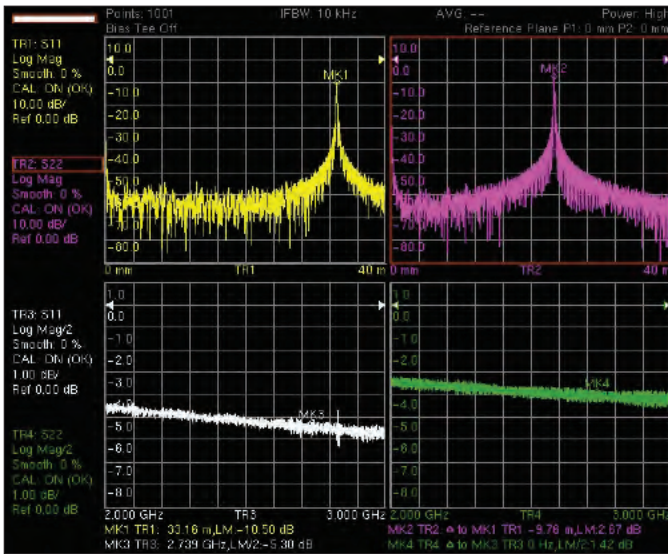 Points: 1001 IFBW: 10 kHz AVG: -- Power: High
Bias Tee Off Reference Plane P1: 0 mm P2: 0 mm
TR1: S11
Log Mag
Smooth: 0 %
CAL: ON (OK)
10.00 dB/
Ref 0.00 dB
10.0
0.0
-10.0
-20.0
-30.0
-40.0
-50.0
-60.0
-70.0
-80.0
MK1
0 mm TR1 40 m
TR2: S22
Log Mag
Smooth: 0 %
CAL: ON (OK)
10.00 dB/
Ref 0.00 dB
10.0
0.0
-10.0
-20.0
-30.0
-40.0
-50.0
-60.0
-70.0
-80.0
MK2
0 mm TR2 40 m
TR3: S11
Log Mag/2
Smooth: 0 %
CAL: ON (OK)
1.00 dB/
Ref 0.00 dB
1.0
0.0
-1.0
-2.0
-3.0
-4.0
-5.0
-6.0
-7.0
-8.0
MK3
2.000 GHz TR3 3.000 GHz
TR4: S22
Log Mag/2
Smooth: 0 %
CAL: ON (OK)
1.00 dB/
Ref 0.00 dB
1.0
0.0
-1.0
-2.0
-3.0
-4.0
-5.0
-6.0
-7.0
-8.0
MK4
2.000 GHz TR4 3.000 GHz
MK1 TR1: 33.16 m,LM:-10.50 dB
MK2 TR2: to MK1 TR1 -9.76 m,LM:2.67 dB
MK3 TR3: 2.739 GHz,LM/2:-5.30 dB
MK4 TR4: to MK3 TR3 0 Hz,LM/2:1.42 dB